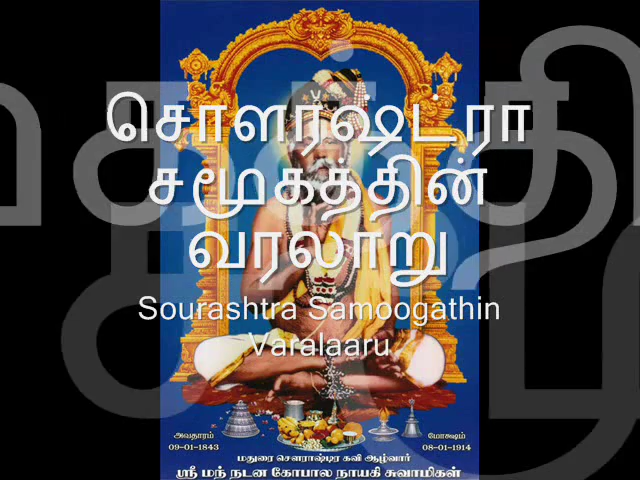 சௌரஷ்ட்ரா
சமூகத்தின்
வரலாறு
Sourashtra Samoogathin
Varalaaru
அவதாரம்
09-01-1843
மோக்ஷம்
08-01-1914
மதுரை சௌராஷ்டிர கவி ஆழ்வார்
ஸ்ரீ மந் நடன கோபால நாயகி சுவாமிகள்